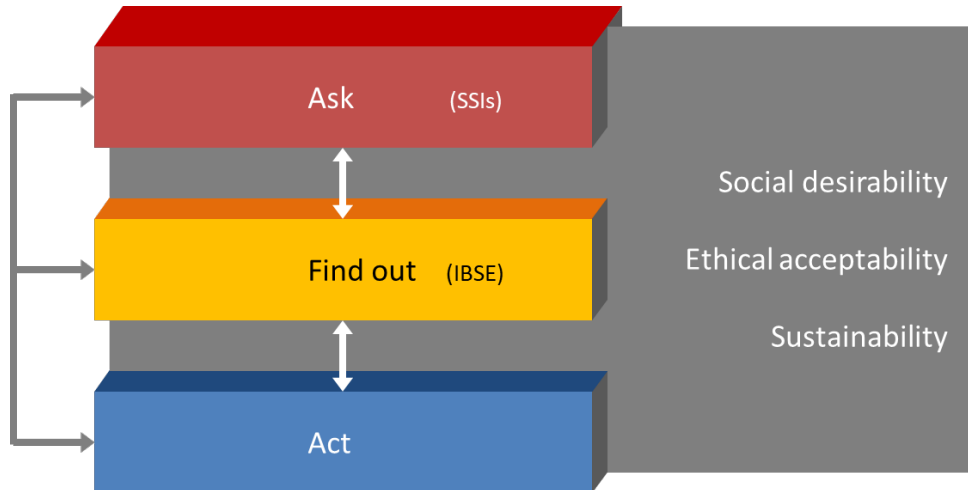 Ask (SSIs)
Social desirability
Ethical acceptability
Find out (IBSE)
Sustainability
Act